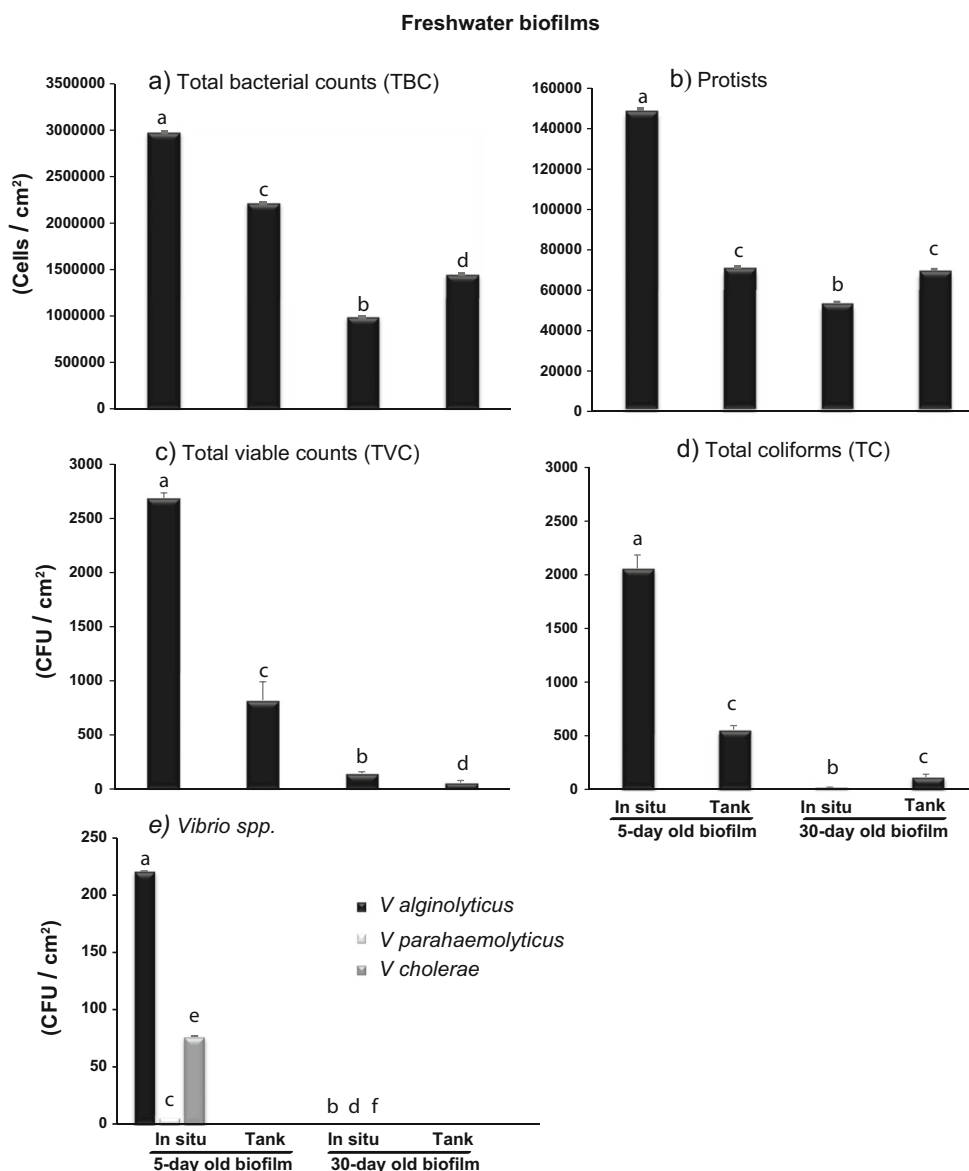 Freshwater biofilms
a) Total bacterial counts (TBC)
(Cells / cm²)
3500000
3000000
2500000
2000000
1500000
1000000
500000
0
a
c
b
d
b) Protists
160000
140000
120000
100000
80000
60000
40000
20000
0
a
c
b
c
c) Total viable counts (TVC)
(CFU / cm²)
3000
2500
2000
1500
1000
500
0
a
c
b
d
d) Total coliforms (TC)
3000
2500
2000
1500
1000
500
0
a
c
b
c
In situ Tank In situ Tank
5-day old biofilm 30-day old biofilm
e) Vibrio spp.
(CFU / cm²)
250
200
150
100
50
0
a
c
e
b d f
V alginolyticus
V parahaemolyticus
V cholerae
In situ Tank In situ Tank
5-day old biofilm 30-day old biofilm